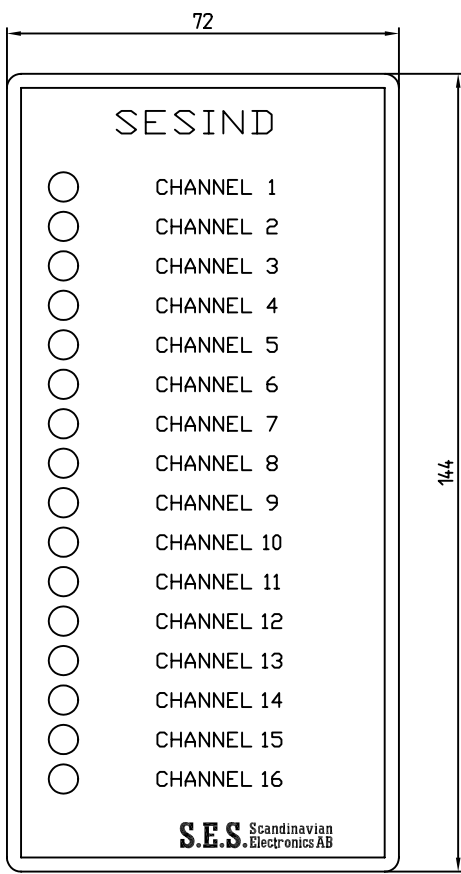 72
SESIND
CHANNEL 1
CHANNEL 2
CHANNEL 3
CHANNEL 4
CHANNEL 5
CHANNEL 6
CHANNEL 7
CHANNEL 8
CHANNEL 9
CHANNEL 10
CHANNEL 11
CHANNEL 12
CHANNEL 13
CHANNEL 14
CHANNEL 15
CHANNEL 16
144
S.E.S. Scandinavian
Electronics AB